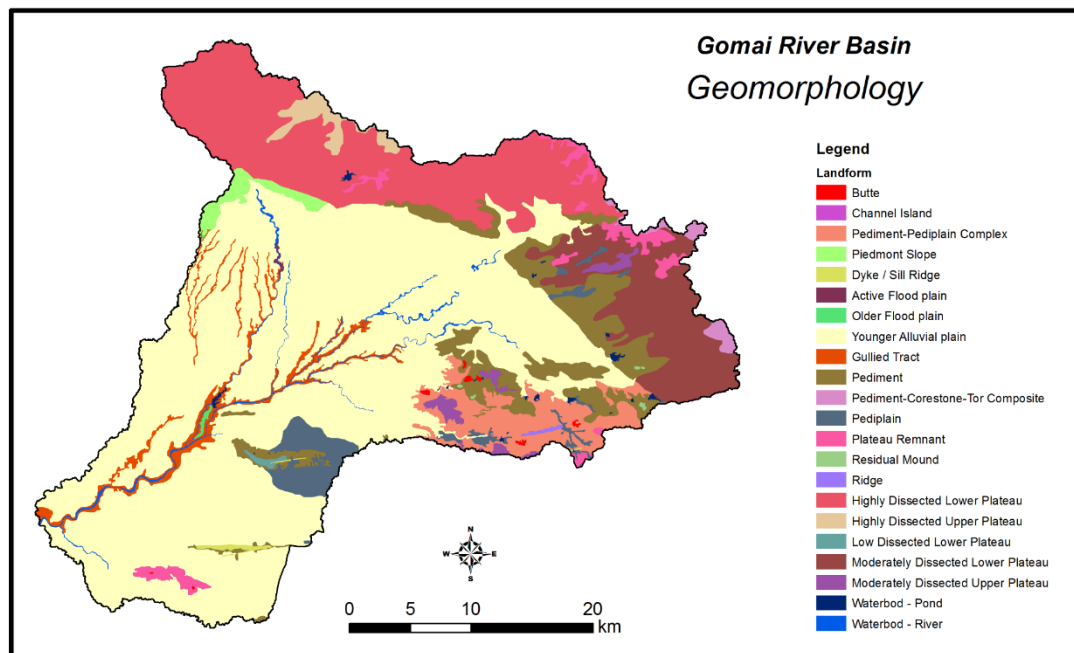 Gomai River Basin
Geomorphology
Legend
Landform
Butte
Channel Island
Pediment-Pediplain Complex
Piedmont Slope
Dyke / Sill Ridge
Active Flood plain
Older Flood plain
Younger Alluvial plain
Gullied Tract
Pediment
Pediment-Corestone-Tor Composite
Pediplain
Plateau Remnant
Residual Mound
Ridge
Highly Dissected Lower Plateau
Highly Dissected Upper Plateau
Low Dissected Lower Plateau
Moderately Dissected Lower Plateau
Moderately Dissected Upper Plateau
Waterbod - Pond
Waterbod - River
N
W E
S
0 5 10 20
km